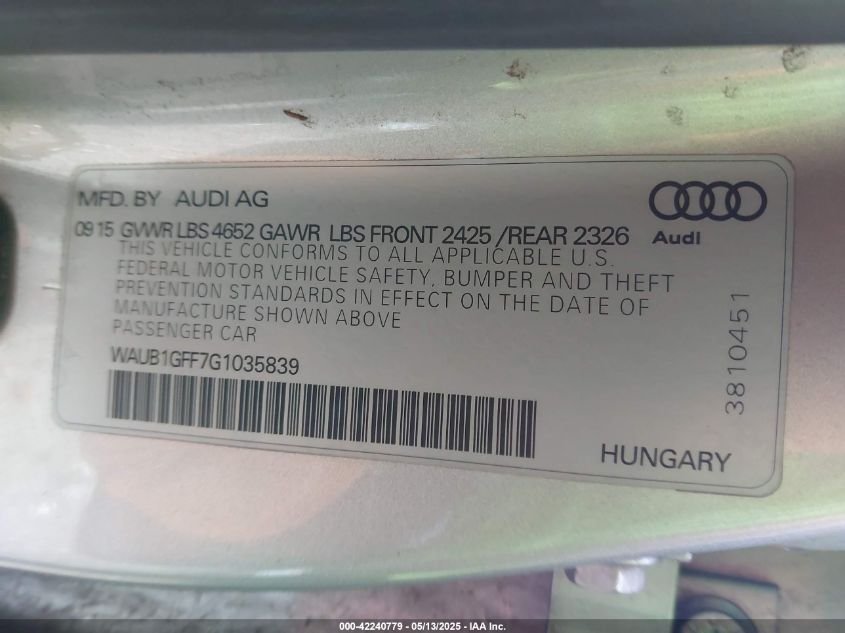 MFD. BY AUDI AG
09 15 GVWR LBS 4652 GAWR LBS FRONT 2425 /REAR 2326
Audi
THIS VEHICLE CONFORMS TO ALL APPLICABLE U.S.
FEDERAL MOTOR VEHICLE SAFETY, BUMPER AND THEFT
PREVENTION STANDARDS IN EFFECT ON THE DATE OF
MANUFACTURE SHOWN ABOVE
PASSENGER CAR
WAUB1GFF7G1035839
3810451
HUNGARY
000-42240779 - 05/13/2025 - IAA Inc.